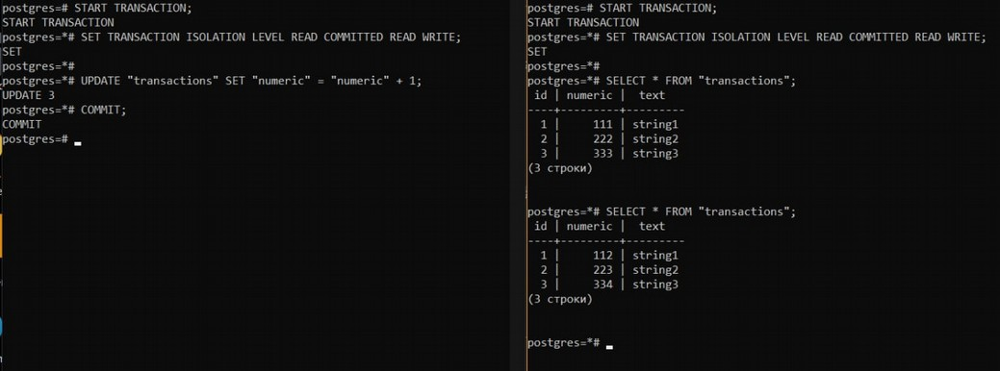 postgres=# START TRANSACTION;
START TRANSACTION
postgres=*# SET TRANSACTION ISOLATION LEVEL READ COMMITTED READ WRITE;
SET
postgres=*#
postgres=*# UPDATE "transactions" SET "numeric" = "numeric" + 1;
UPDATE 3
postgres=*# COMMIT;
COMMIT
postgres=#
postgres=# START TRANSACTION;
START TRANSACTION
postgres=*# SET TRANSACTION ISOLATION LEVEL READ COMMITTED READ WRITE;
SET
postgres=*#
postgres=*# SELECT * FROM "transactions";
id | numeric | text
----+---------+---------
1 | 111 | string1
2 | 222 | string2
3 | 333 | string3
(3 строки)
postgres=*# SELECT * FROM "transactions";
id | numeric | text
----+---------+---------
1 | 112 | string1
2 | 223 | string2
3 | 334 | string3
(3 строки)
postgres=*#